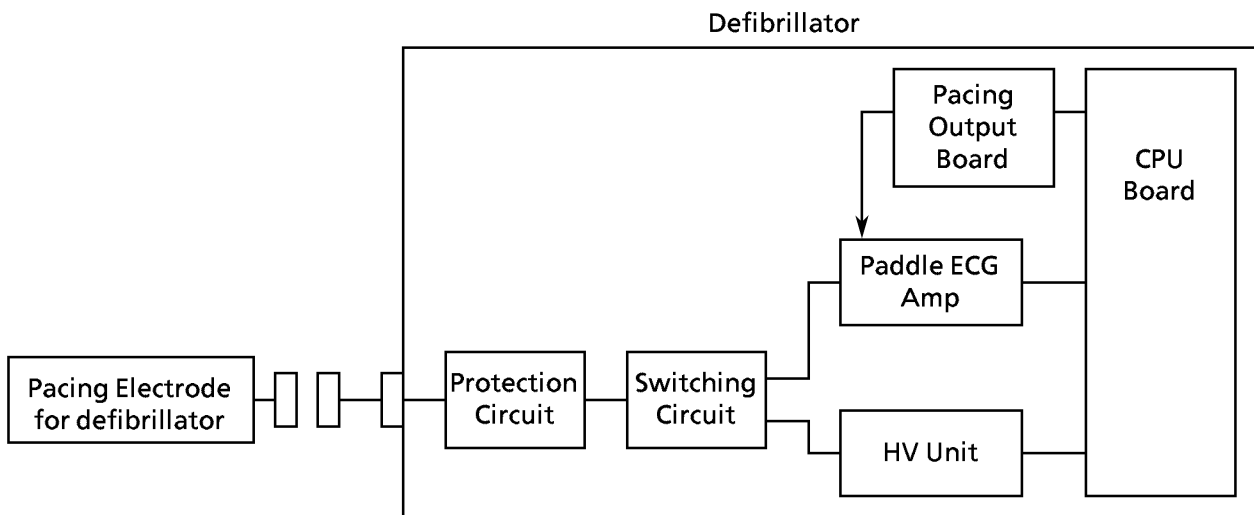 Defibrillator
Pacing
Output
Board
CPU
Board
Paddle ECG
Amp
Pacing Electrode
for defibrillator
Protection
Circuit
Switching
Circuit
HV Unit